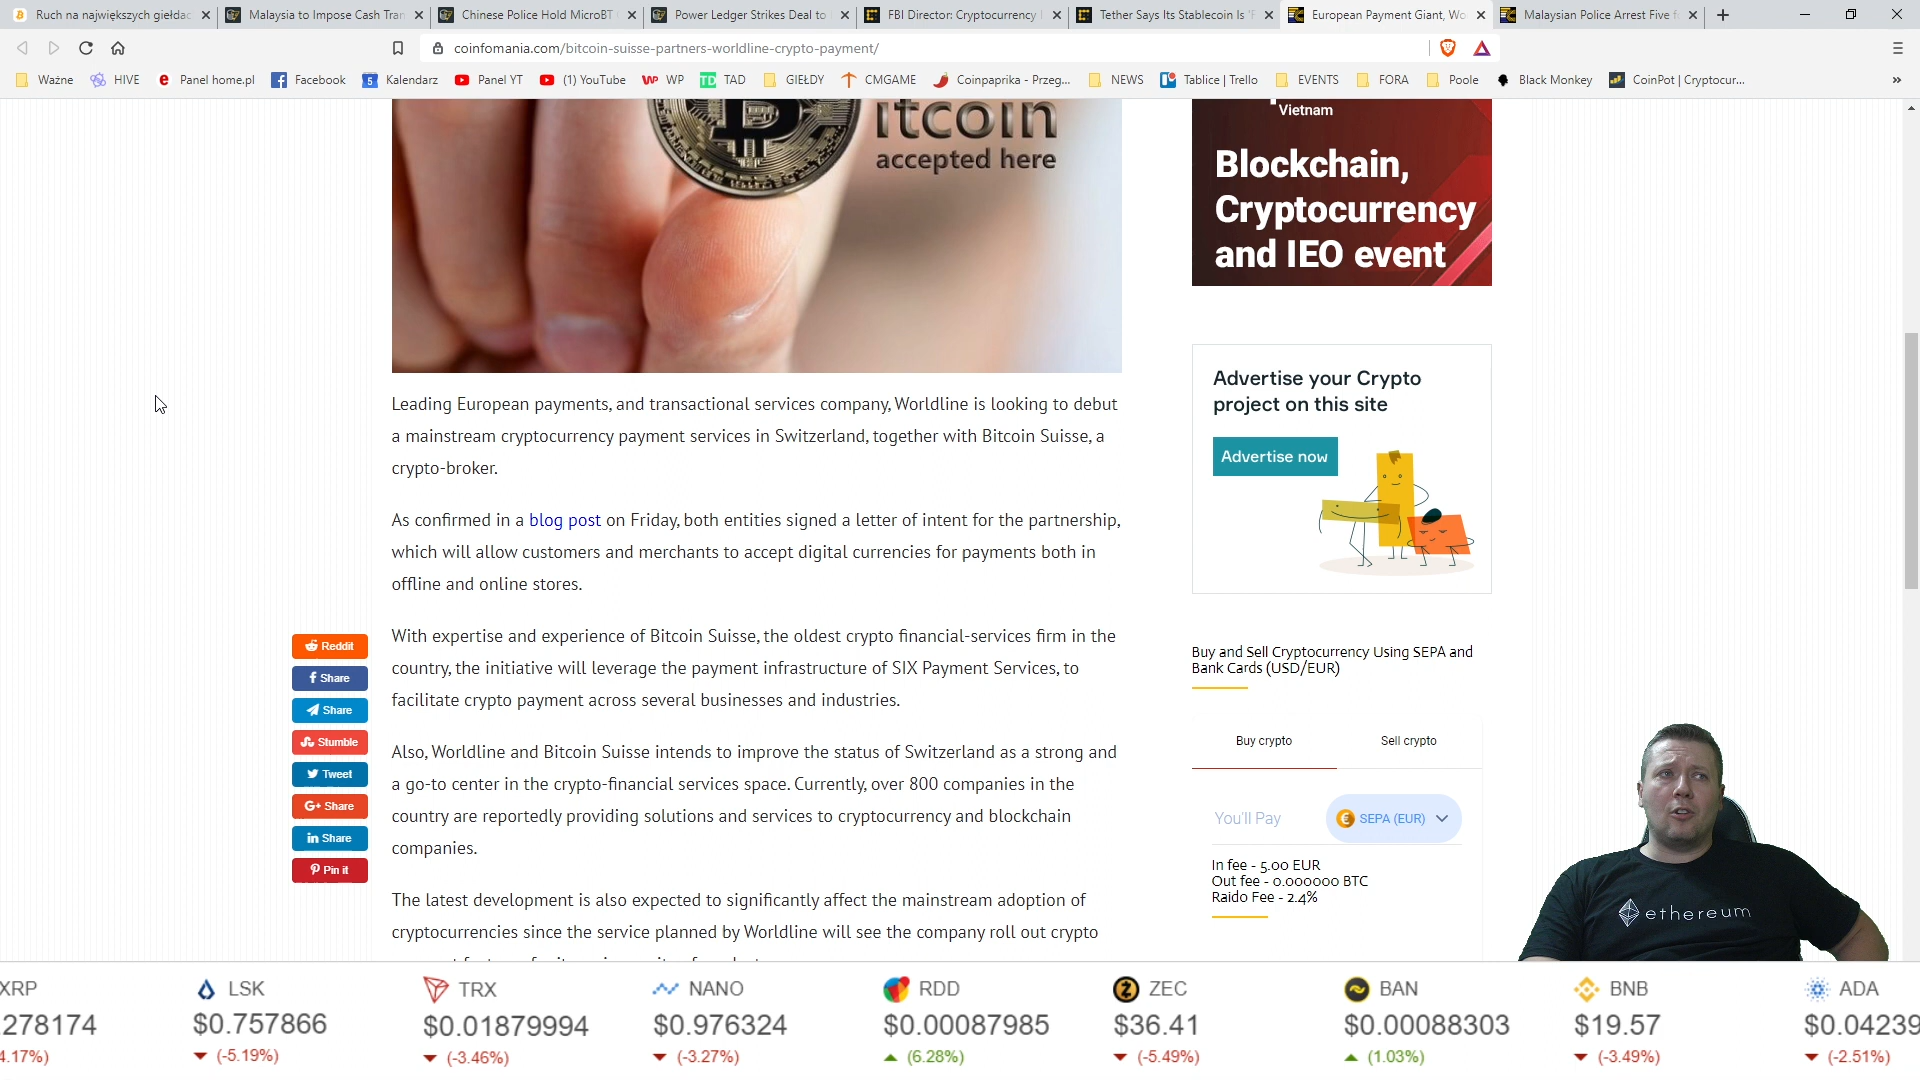 Ruch na największych giełdac
Malaysia to Impose Cash Tran
Chinese Police Hold MicroBT
Power Ledger Strikes Deal to
FBI Director: Cryptocurrency
Tether Says Its Stablecoin Is 'F
European Payment Giant, Wo
Malaysian Police Arrest Five f
coinfomania.com/bitcoin-suisse-partners-worldline-crypto-payment/
Ważne
HIVE
Panel home.pl
Facebook
Kalendarz
Panel YT
(1) YouTube
WP
TAD
GIEŁDY
CMGAME
Coinpaprika - Przeg...
NEWS
Tablice | Trello
EVENTS
FORA
Poole
Black Monkey
CoinPot | Cryptocur...
itcoin
accepted here
Vietnam
Blockchain,
Cryptocurrency
and IEO event
Leading European payments, and transactional services company, Worldline is looking to debut
a mainstream cryptocurrency payment services in Switzerland, together with Bitcoin Suisse, a
crypto-broker.
As confirmed in a blog post on Friday, both entities signed a letter of intent for the partnership,
which will allow customers and merchants to accept digital currencies for payments both in
offline and online stores.
With expertise and experience of Bitcoin Suisse, the oldest crypto financial-services firm in the
country, the initiative will leverage the payment infrastructure of SIX Payment Services, to
facilitate crypto payment across several businesses and industries.
Also, Worldline and Bitcoin Suisse intends to improve the status of Switzerland as a strong and
a go-to center in the crypto-financial services space. Currently, over 800 companies in the
country are reportedly providing solutions and services to cryptocurrency and blockchain
companies.
The latest development is also expected to significantly affect the mainstream adoption of
cryptocurrencies since the service planned by Worldline will see the company roll out crypto
Reddit
Share
Share
Stumble
Tweet
G+ Share
in Share
Pin it
Advertise your Crypto
project on this site
Advertise now
Buy and Sell Cryptocurrency Using SEPA and
Bank Cards (USD/EUR)
Buy crypto
Sell crypto
You'll Pay
SEPA (EUR)
In fee - 5.00 EUR
Out fee - 0.000000 BTC
Raido Fee - 2.4%
ethereum
XRP
.278174
4.17%)
LSK
$0.757866
(-5.19%)
TRX
$0.01879994
(-3.46%)
NANO
$0.976324
(-3.27%)
RDD
$0.00087985
(6.28%)
ZEC
$36.41
(-5.49%)
BAN
$0.00088303
(1.03%)
BNB
$19.57
(-3.49%)
ADA
$0.04239
(-2.51%)